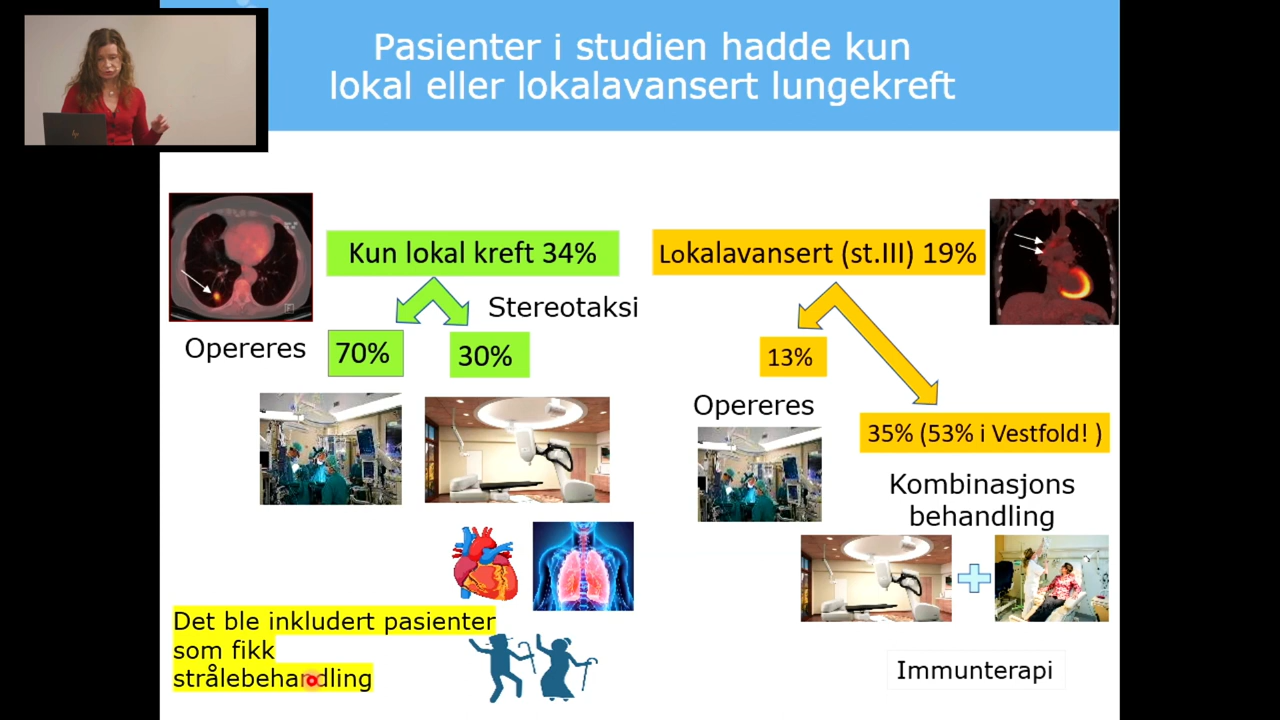 Pasienter i studien hadde kun
lokal eller lokalavansert lungekreft
Kun lokal kreft 34%
Lokalavansert (st.III) 19%
Stereotaksi
Opereres
70%
30%
13%
Opereres
35% (53% i Vestfold! )
Kombinasjons
behandling
Det ble inkludert pasienter
som fikk
strålebehandling
Immunterapi
hp